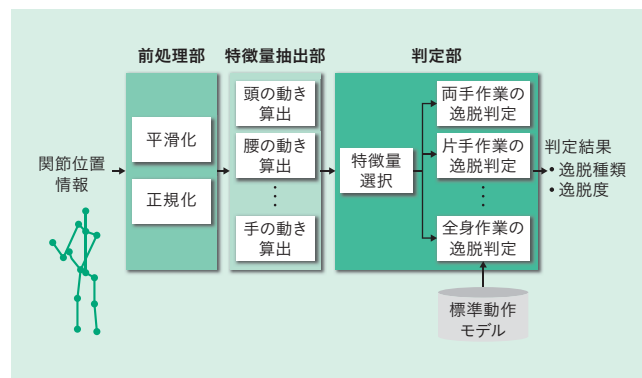 前処理部
特徴量抽出部
判定部
関節位置
情報
平滑化
正規化
頭の動き
算出
腰の動き
算出
⋮
手の動き
算出
特徴量
選択
両手作業の
逸脱判定
片手作業の
逸脱判定
⋮
全身作業の
逸脱判定
標準動作
モデル
判定結果
・逸脱種類
・逸脱度